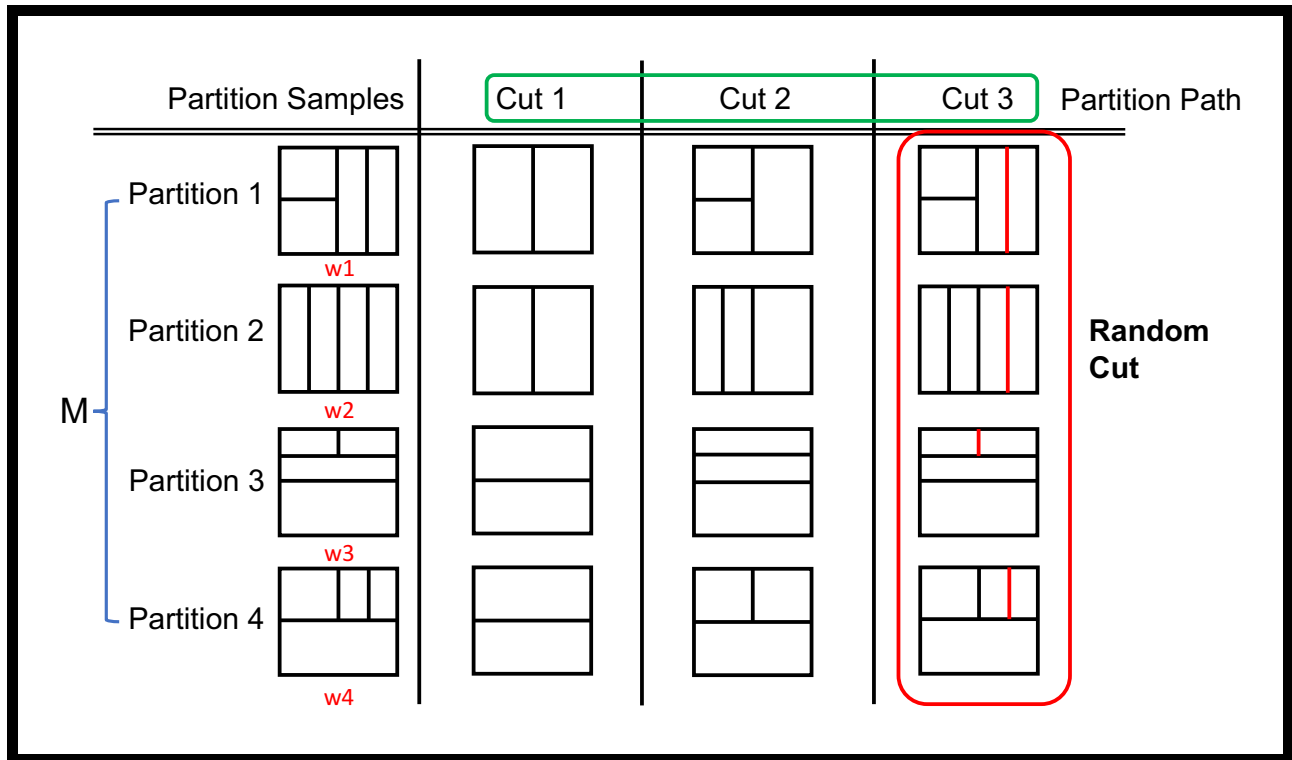 Partition Samples Cut 1 Cut 2 Cut 3 Partition Path
Partition 1
w1
Partition 2
w2
Random
Cut
M
Partition 3
w3
Partition 4
w4